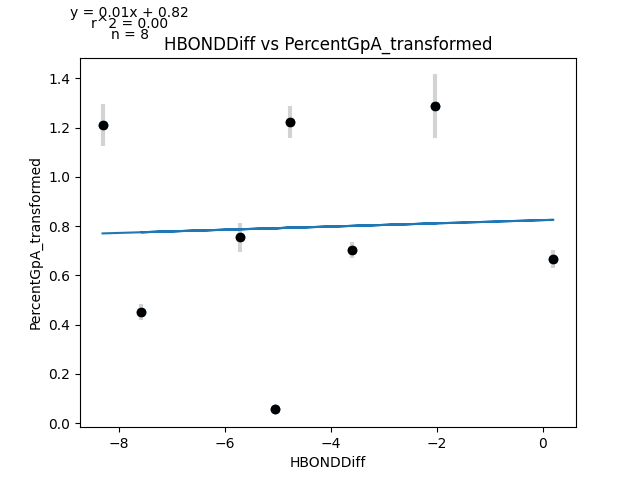 y = 0.01x + 0.82
r^2 = 0.00
n = 8
HBONDDiff vs PercentGpA_transformed
PercentGpA_transformed
1.4
1.2
1.0
0.8
0.6
0.4
0.2
0.0
−8
−6
−4
−2
0
HBONDDiff